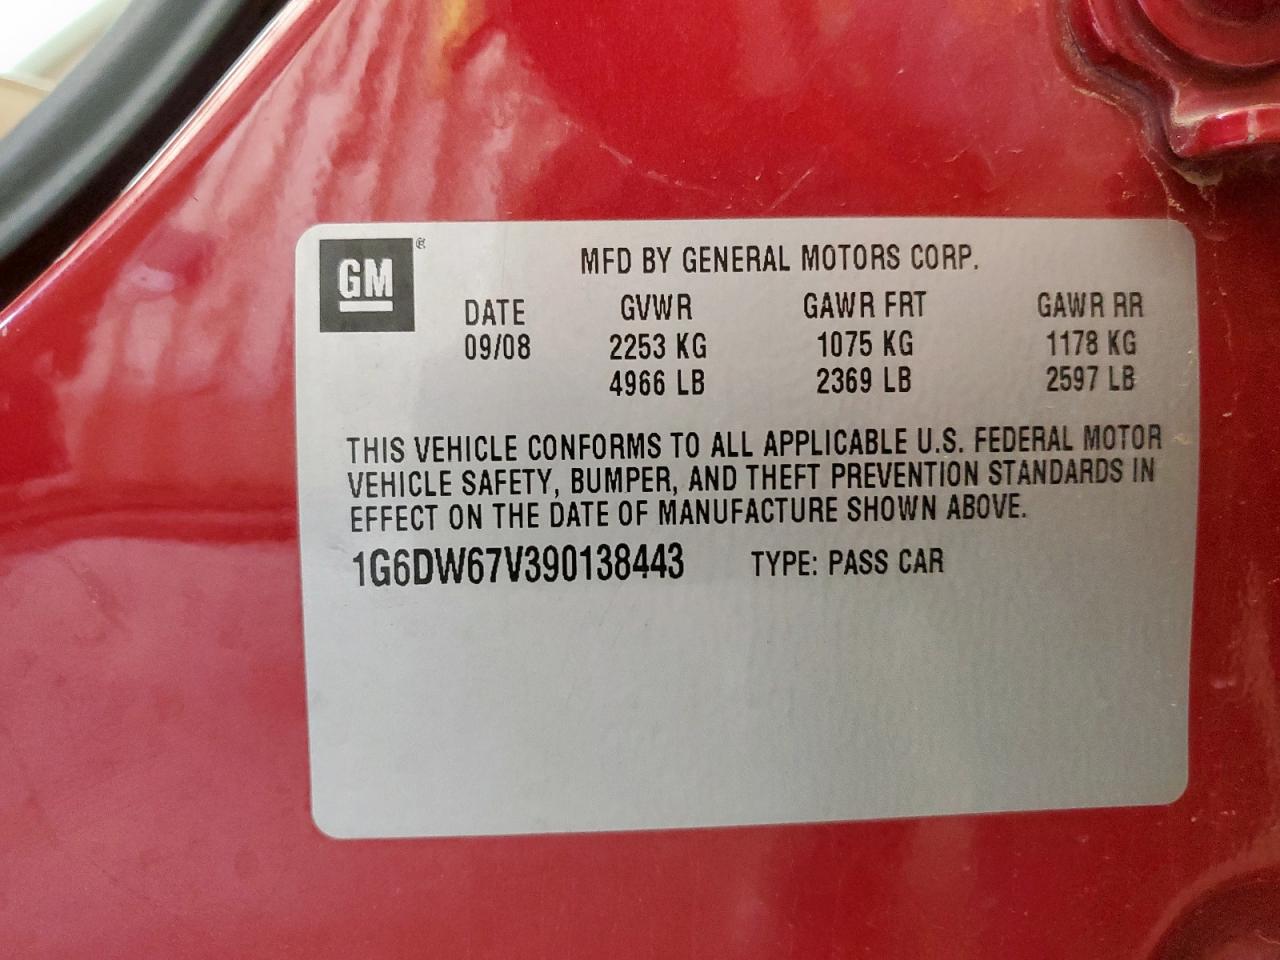 GM ®
MFD BY GENERAL MOTORS CORP.
DATE GVWR GAWR FRT GAWR RR
09/08 2253 KG 1075 KG 1178 KG
4966 LB 2369 LB 2597 LB
THIS VEHICLE CONFORMS TO ALL APPLICABLE U.S. FEDERAL MOTOR
VEHICLE SAFETY, BUMPER, AND THEFT PREVENTION STANDARDS IN
EFFECT ON THE DATE OF MANUFACTURE SHOWN ABOVE.
1G6DW67V390138443 TYPE: PASS CAR